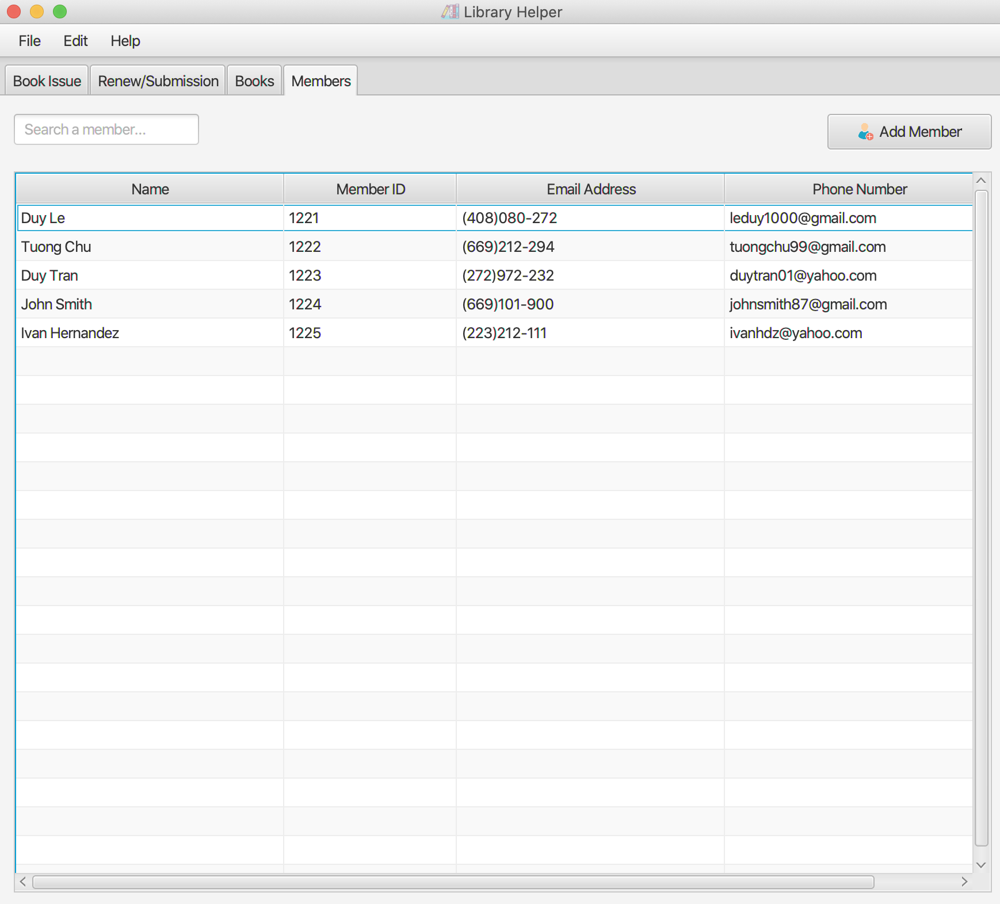 Library Helper
File Edit Help
Book Issue Renew/Submission Books Members
Search a member...
Add Member
Name Member ID Email Address Phone Number
Duy Le 1221 (408)080-272 leduy1000@gmail.com
Tuong Chu 1222 (669)212-294 tuongchu99@gmail.com
Duy Tran 1223 (272)972-232 duytran01@yahoo.com
John Smith 1224 (669)101-900 johnsmith87@gmail.com
Ivan Hernandez 1225 (223)212-111 ivanhdz@yahoo.com